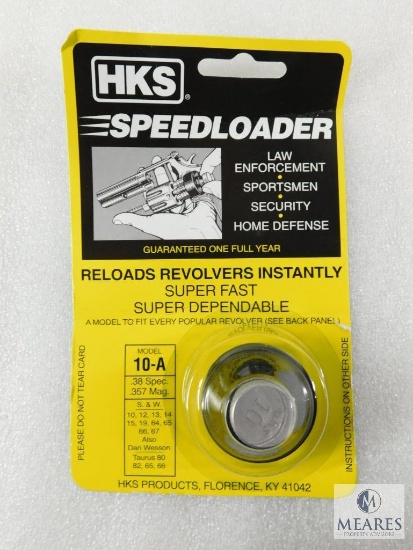 HKS®
SPEEDLOADER
LAW
ENFORCEMENT
•
SPORTSMEN
•
SECURITY
•
HOME DEFENSE
GUARANTEED ONE FULL YEAR
RELOADS REVOLVERS INSTANTLY
SUPER FAST
SUPER DEPENDABLE
A MODEL TO FIT EVERY POPULAR REVOLVER (SEE BACK PANEL)
PLEASE DO NOT TEAR CARD
MODEL
10-A
.38 Spec.
.357 Mag.
S. & W.
10, 12, 13, 14
15, 19, 64, 65
66, 67
Also
Dan Wesson
Taurus 80
82, 65, 66
INSTRUCTIONS ON OTHER SIDE
HKS PRODUCTS, FLORENCE, KY 41042
M
MEARES
PROPERTY ADVISORS